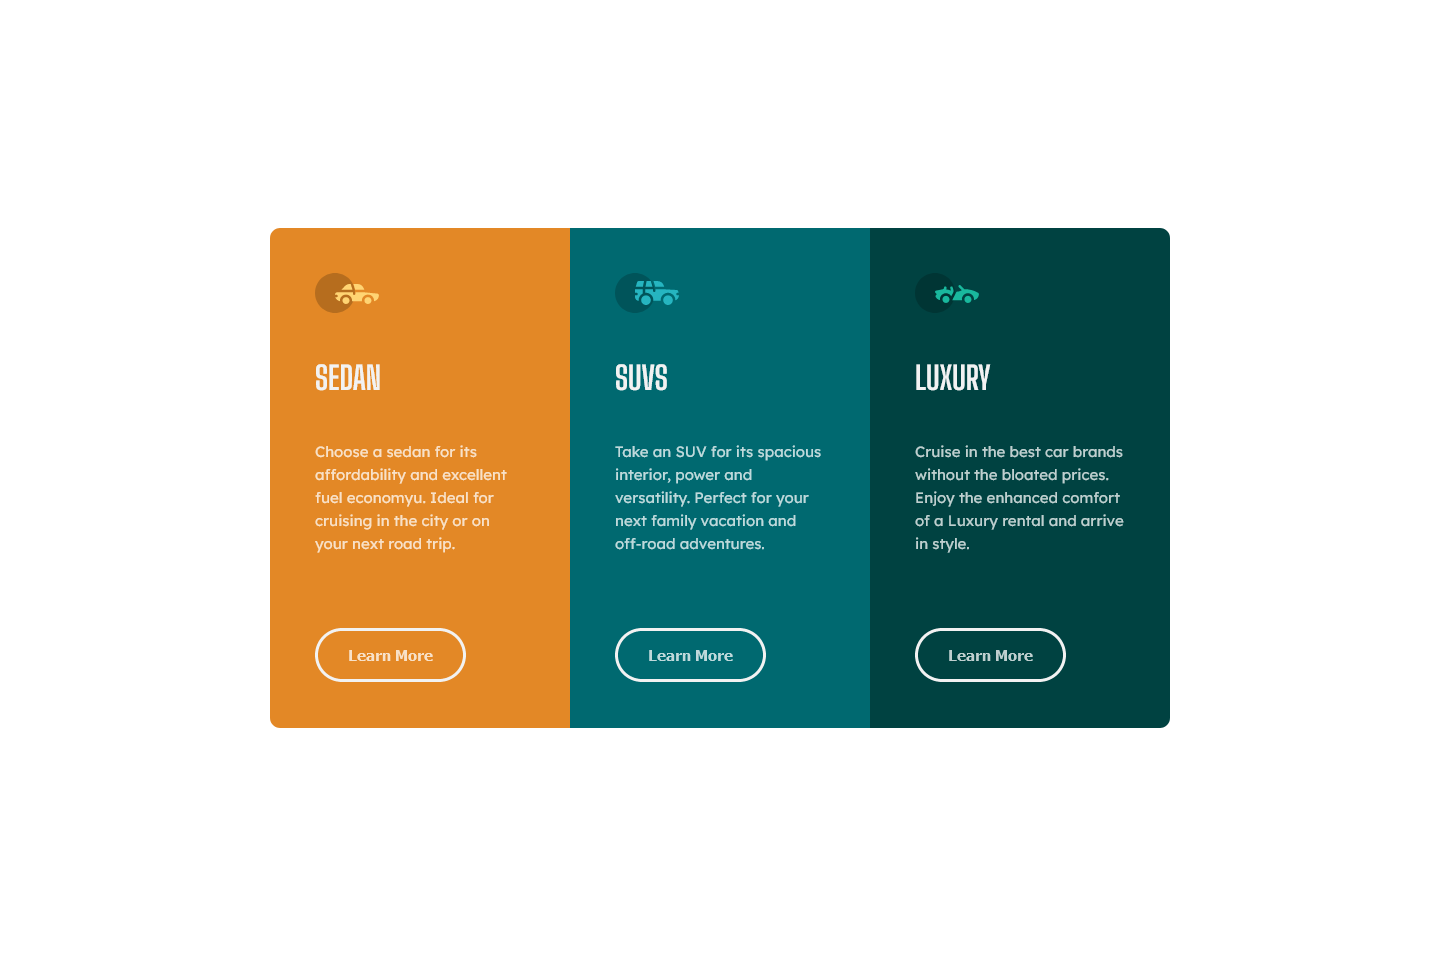 SEDAN
Choose a sedan for its
affordability and excellent
fuel economyu. Ideal for
cruising in the city or on
your next road trip.
Learn More
SUVS
Take an SUV for its spacious
interior, power and
versatility. Perfect for your
next family vacation and
off-road adventures.
Learn More
LUXURY
Cruise in the best car brands
without the bloated prices.
Enjoy the enhanced comfort
of a Luxury rental and arrive
in style.
Learn More